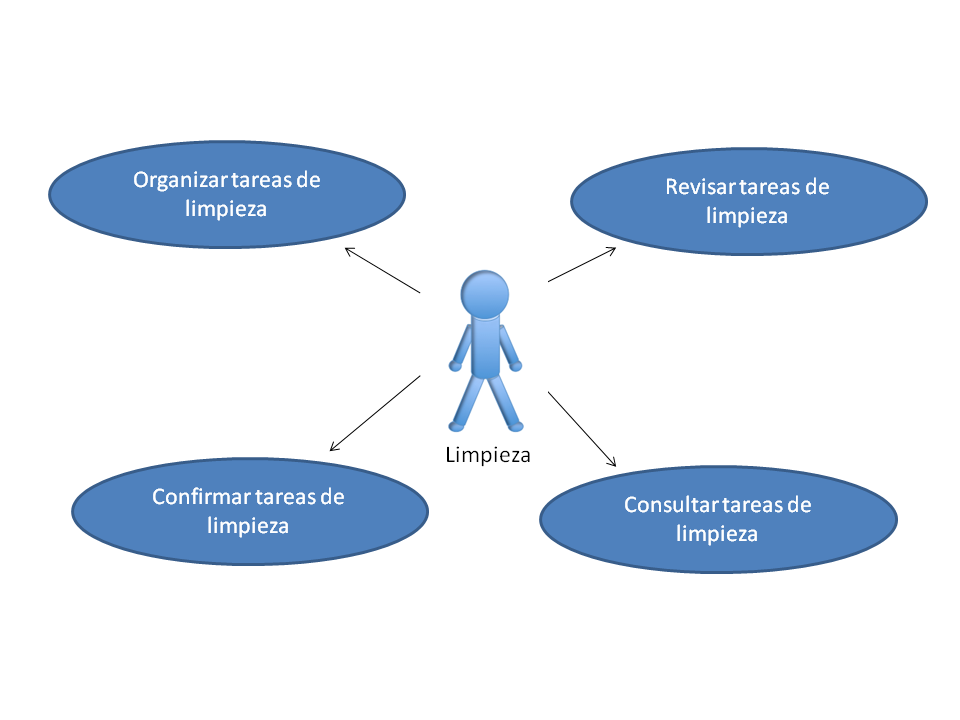 Organizar tareas de
limpieza
Revisar tareas de
limpieza
Limpieza
Confirmar tareas de
limpieza
Consultar tareas de
limpieza